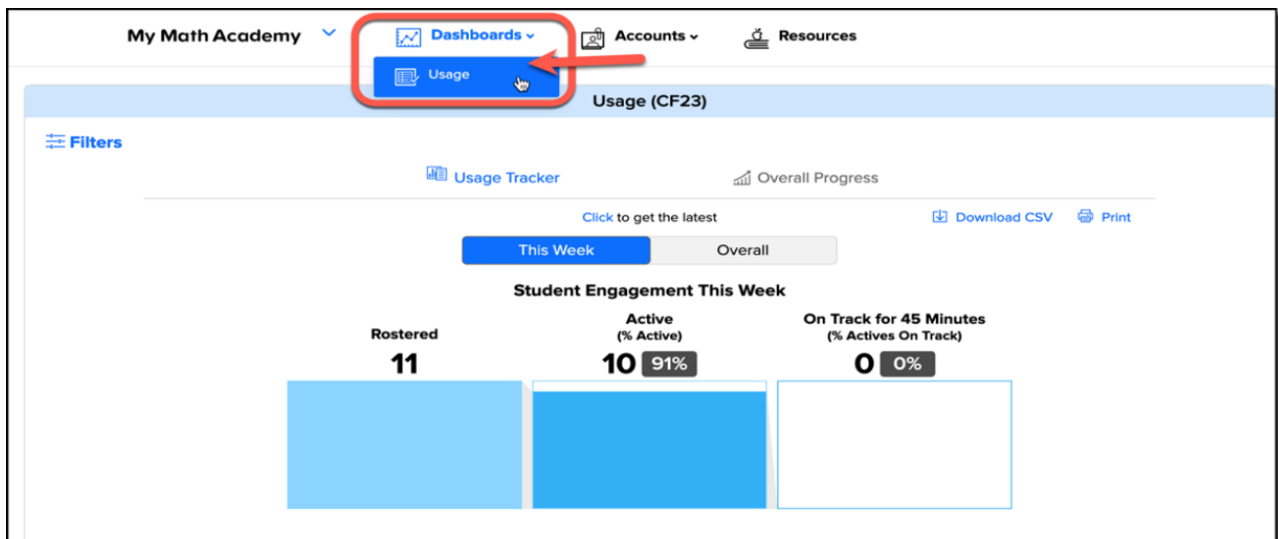 My Math Academy Dashboards Accounts Resources
Usage
Usage (CF23)
Filters
Usage Tracker Overall Progress
Click to get the latest Download CSV Print
This Week Overall
Student Engagement This Week
Rostered
11
Active
(% Active)
10 91%
On Track for 45 Minutes
(% Actives On Track)
0 0%